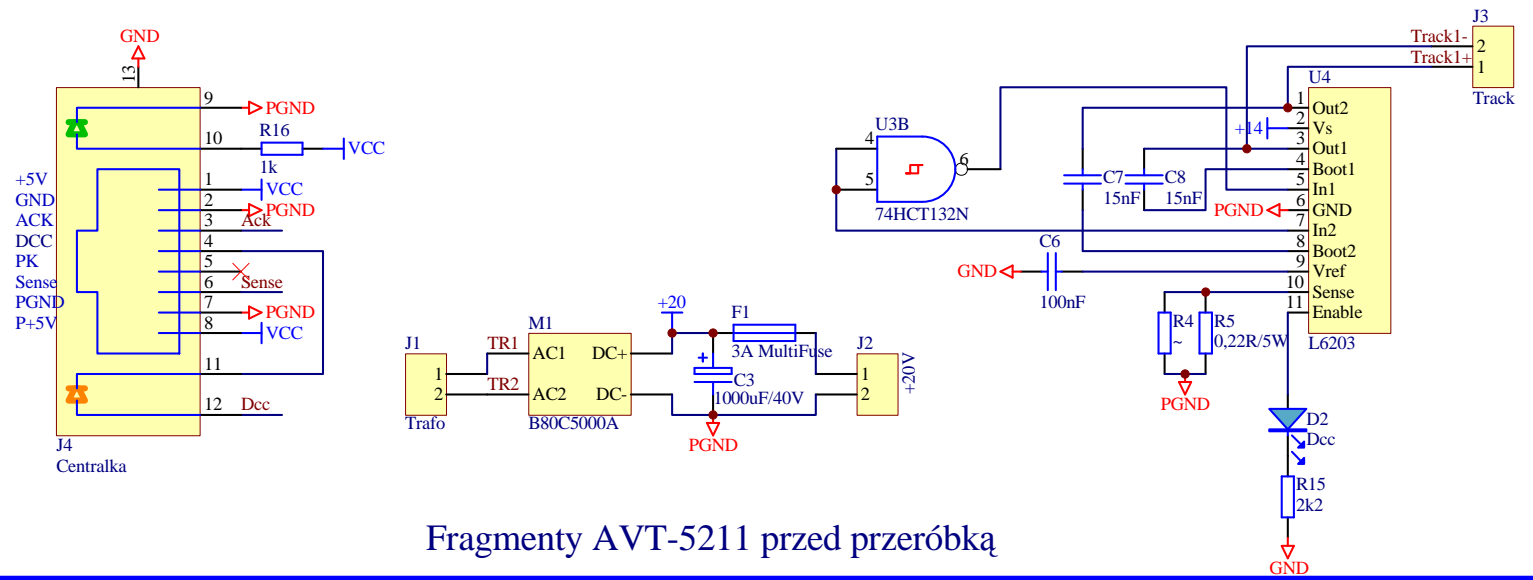 GND
13
9
PGND
10
R16
1k
VCC
+5V
1
VCC
GND
2
PGND
ACK
3
Ack
DCC
4
PK
5
Sense
6
Sense
PGND
7
PGND
P+5V
8
VCC
11
12
Dcc
J4
Centralka
J1
1
2
Trafo
TR1
TR2
M1
AC1
DC+
AC2
DC-
B80C5000A
+20
F1
3A MultiFuse
C3
1000uF/40V
PGND
J2
1
2
+20V
U3B
4
5
6
74HCT132N
C7
15nF
C8
15nF
C6
100nF
GND
J3
Track1-
2
Track1+
1
Track
U4
1
Out2
+14
2
Vs
3
Out1
4
Boot1
5
In1
PGND
6
GND
7
In2
8
Boot2
9
Vref
10
Sense
11
Enable
L6203
R4
~
R5
0,22R/5W
PGND
D2
Dcc
R15
2k2
GND
Fragmenty AVT-5211 przed przeróbką